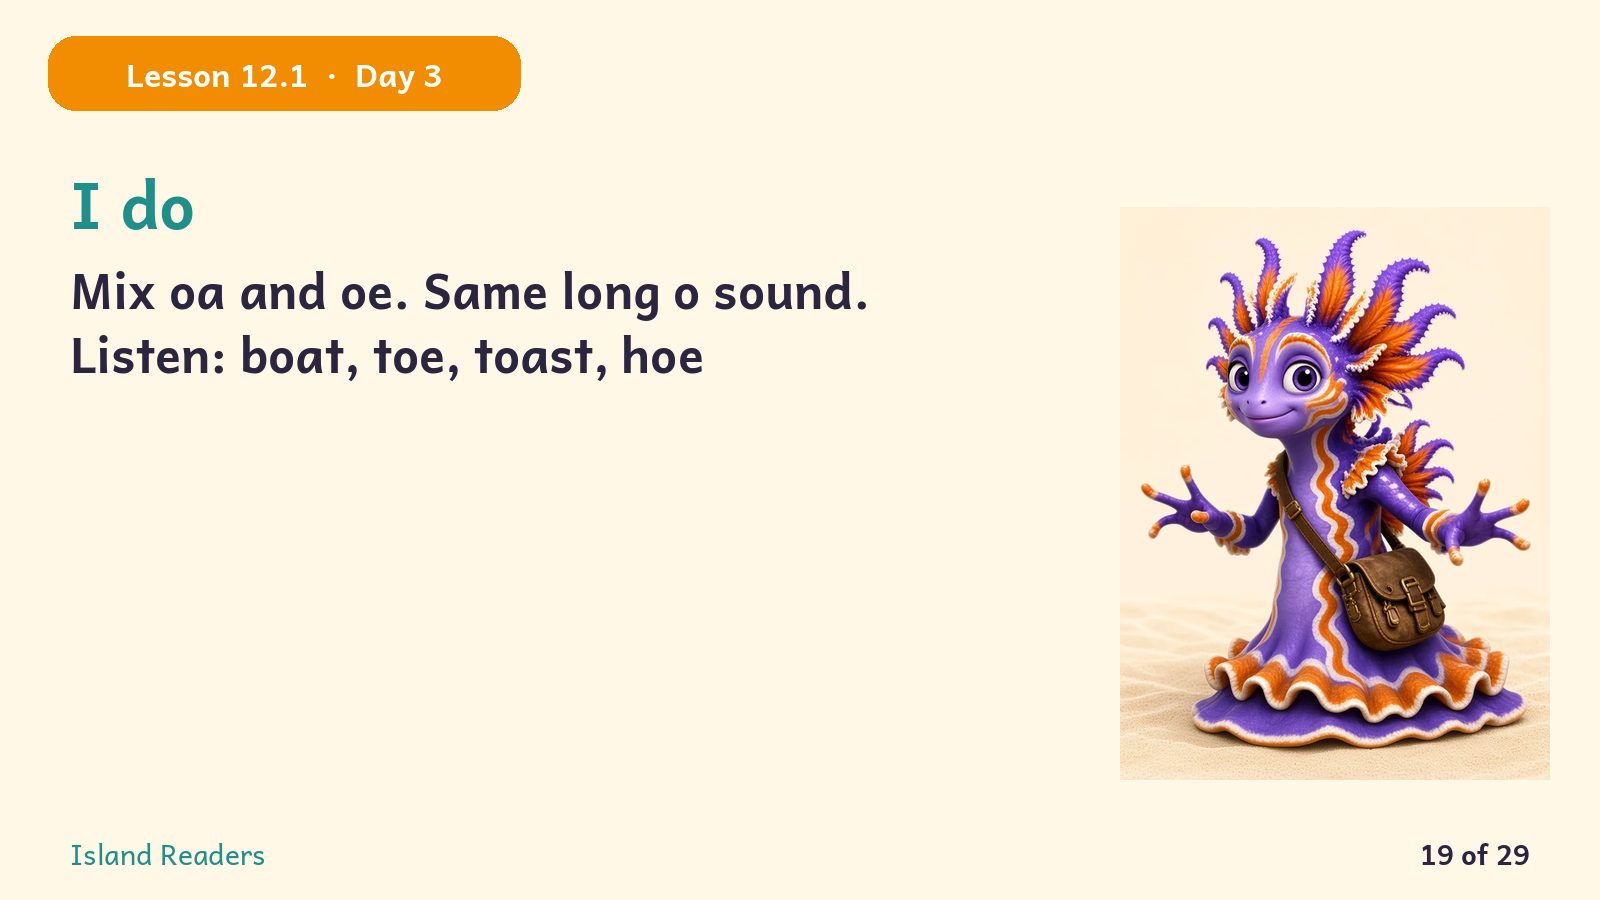 Lesson 12.1 · Day 3
I do
Mix oa and oe. Same long o sound.
Listen: boat, toe, toast, hoe
Island Readers
19 of 29